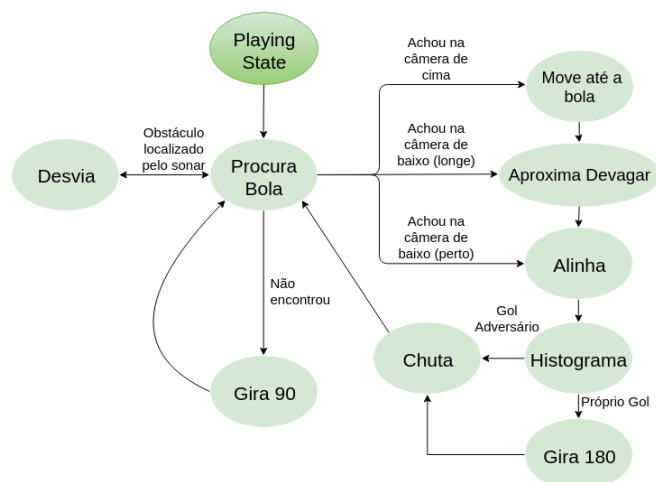 Playing
State
Achou na
câmera de
cima
Move até a
bola
Obstáculo
localizado
pelo sonar
Desvia
Procura
Bola
Achou na
câmera de
baixo (longe)
Aproxima Devagar
Achou na
câmera de
baixo (perto)
Alinha
Não
encontrou
Gol
Adversário
Chuta
Histograma
Gira 90
Próprio Gol
Gira 180